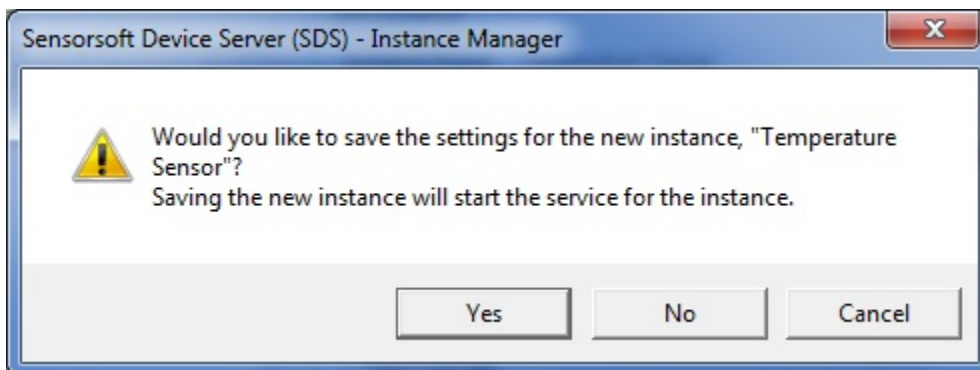 Sensorsoft Device Server (SDS) - Instance Manager
Would you like to save the settings for the new instance, "Temperature
Sensor"?
Saving the new instance will start the service for the instance.
Yes No Cancel